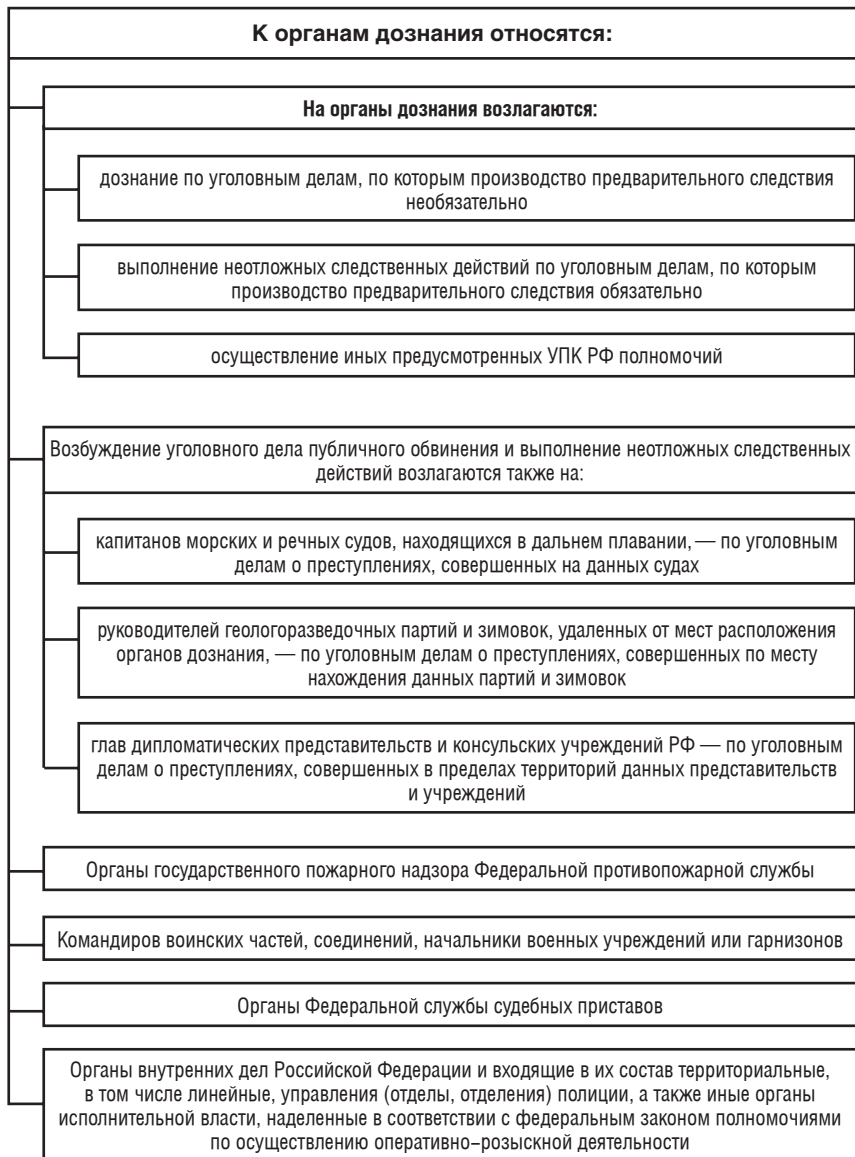 К органам дознания относятся:
На органы дознания возлагаются:
дознание по уголовным делам, по которым производство предварительного следствия
необязательно
выполнение неотложных следственных действий по уголовным делам, по которым
производство предварительного следствия обязательно
осуществление иных предусмотренных УПК РФ полномочий
Возбуждение уголовного дела публичного обвинения и выполнение неотложных следственных
действий возлагаются также на:
капитанов морских и речных судов, находящихся в дальнем плавании, — по уголовным
делам о преступлениях, совершенных на данных судах
руководителей геологоразведочных партий и зимовок, удаленных от мест расположения
органов дознания, — по уголовным делам о преступлениях, совершенных по месту
нахождения данных партий и зимовок
глав дипломатических представительств и консульских учреждений РФ — по уголовным
делам о преступлениях, совершенных в пределах территорий данных представительств
и учреждений
Органы государственного пожарного надзора Федеральной противопожарной службы
Командиров воинских частей, соединений, начальники военных учреждений или гарнизонов
Органы Федеральной службы судебных приставов
Органы внутренних дел Российской Федерации и входящие в их состав территориальные,
в том числе линейные, управления (отделы, отделения) полиции, а также иные органы
исполнительной власти, наделенные в соответствии с федеральным законом полномочиями
по осуществлению оперативно–розыскной деятельности